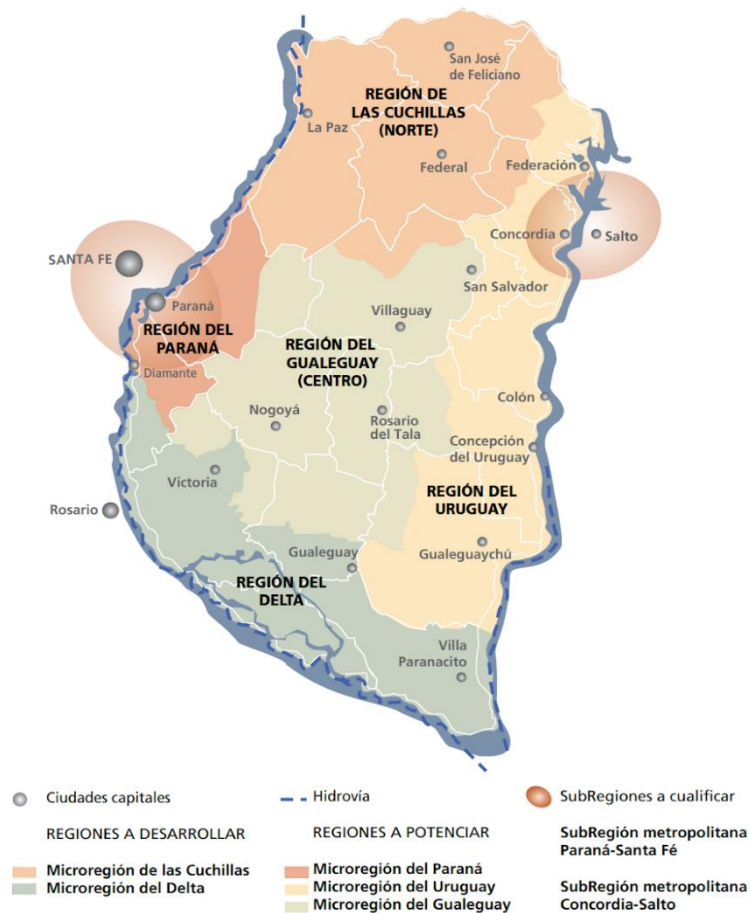 San José
de Feliciano
REGIÓN DE
LAS CUCHILLAS
(NORTE)
La Paz
Federal
Federación
SANTA FE
Concordia
Salto
San Salvador
Paraná
Villaguay
REGIÓN DEL
PARANÁ
REGIÓN DEL
GUALEGUAY
(CENTRO)
Diamante
Colón
Nogoyá
Rosario
del Tala
Concepción
del Uruguay
Victoria
REGIÓN DEL
URUGUAY
Rosario
Gualeguay
Gualeguaychú
REGIÓN DEL
DELTA
Villa
Paranacito
Ciudades capitales
Hidrovía
SubRegiones a cualificar
REGIONES A DESARROLLAR
REGIONES A POTENCIAR
SubRegión metropolitana
Paraná-Santa Fé
Microregión de las Cuchillas
Microregión del Delta
Microregión del Paraná
Microregión del Uruguay
Microregión del Gualeguay
SubRegión metropolitana
Concordia-Salto